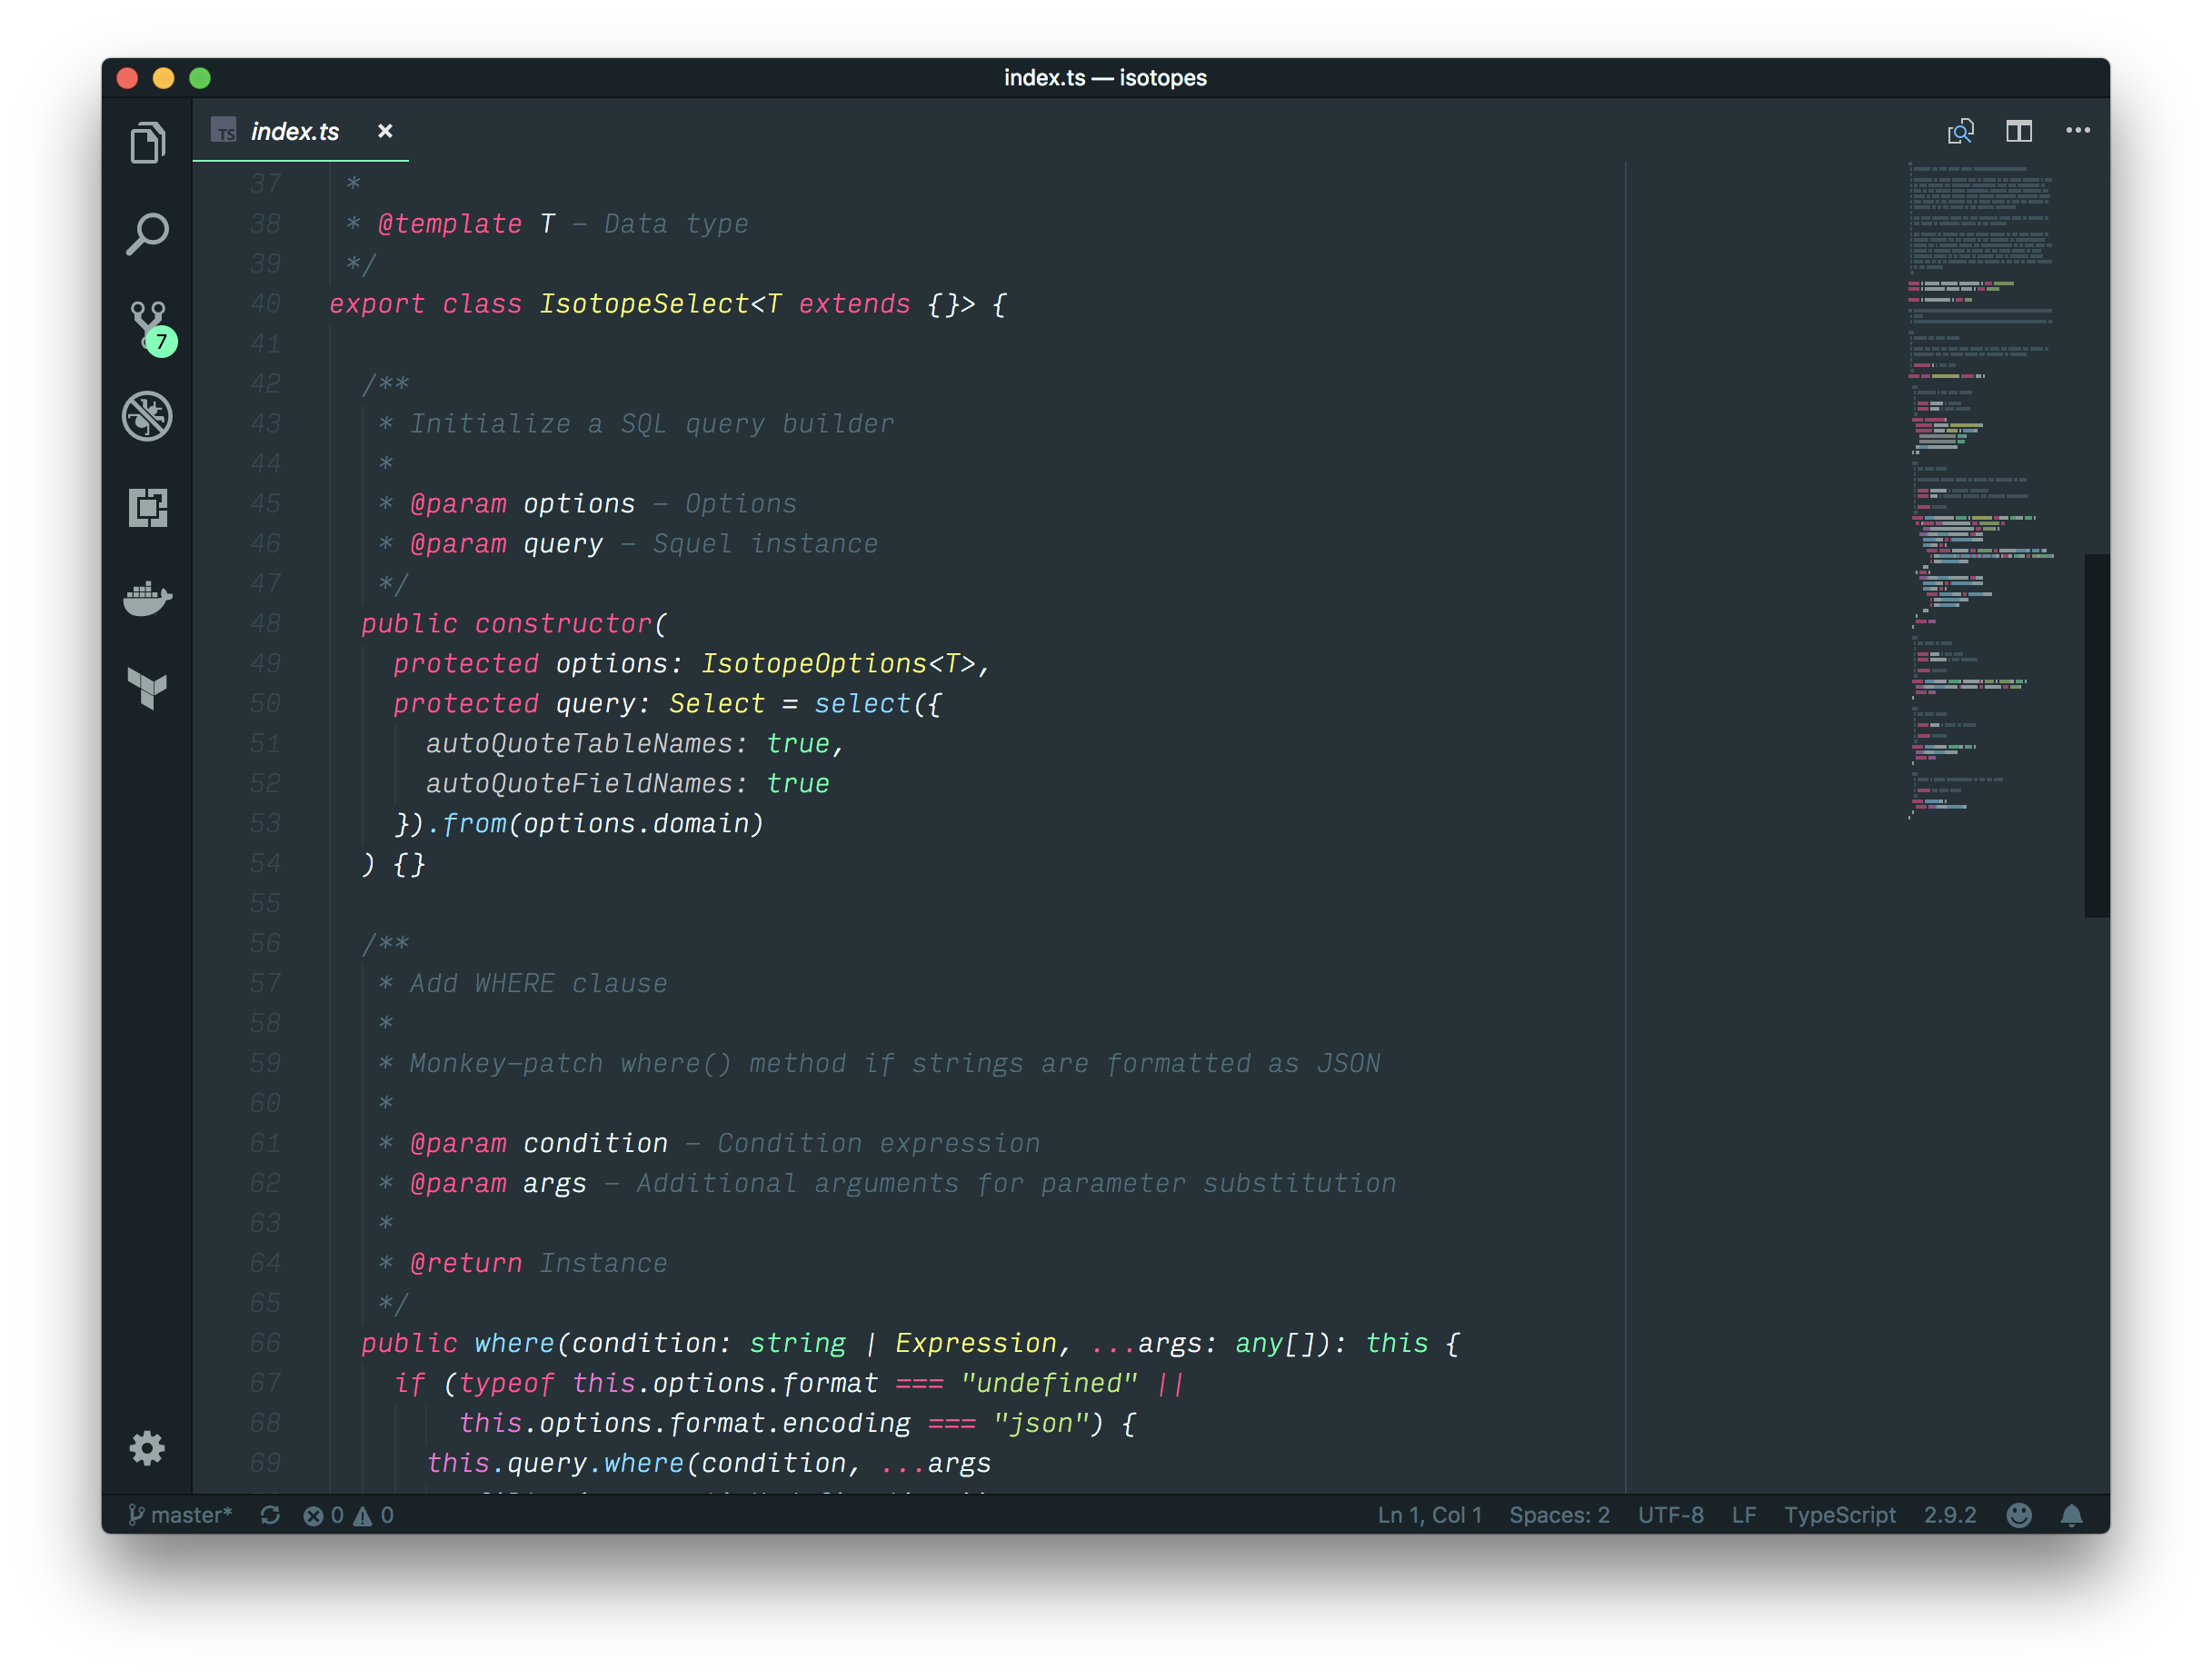 index.ts — isotopes
TS index.ts ×
37 *
38 * @template T – Data type
39 */
40 export class IsotopeSelect<T extends {}> {
41
42 /**
43 * Initialize a SQL query builder
44 *
45 * @param options – Options
46 * @param query – Squel instance
47 */
48 public constructor(
49 protected options: IsotopeOptions<T>,
50 protected query: Select = select({
51 autoQuoteTableNames: true,
52 autoQuoteFieldNames: true
53 }).from(options.domain)
54 ) {}
55
56 /**
57 * Add WHERE clause
58 *
59 * Monkey-patch where() method if strings are formatted as JSON
60 *
61 * @param condition – Condition expression
62 * @param args – Additional arguments for parameter substitution
63 *
64 * @return Instance
65 */
66 public where(condition: string | Expression, ...args: any[]): this {
67 if (typeof this.options.format === "undefined" ||
68 this.options.format.encoding === "json") {
69 this.query.where(condition, ...args
7
master* 0 0 Ln 1, Col 1 Spaces: 2 UTF-8 LF TypeScript 2.9.2